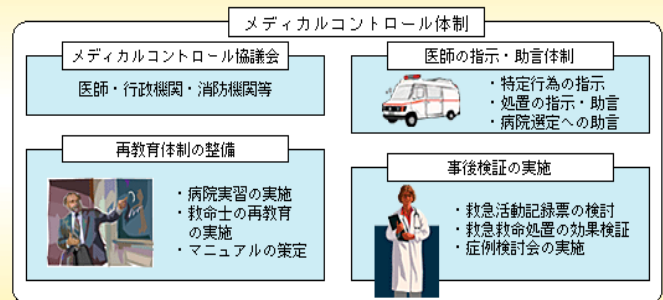 メディカルコントロール体制
メディカルコントロール協議会
医師・行政機関・消防機関等
医師の指示・助言体制
・特定行為の指示
・処置の指示・助言
・病院選定への助言
再教育体制の整備
・病院実習の実施
・救命士の再教育
の実施
・マニュアルの策定
事後検証の実施
・救急活動記録票の検討
・救急救命処置の効果検証
・症例検討会の実施